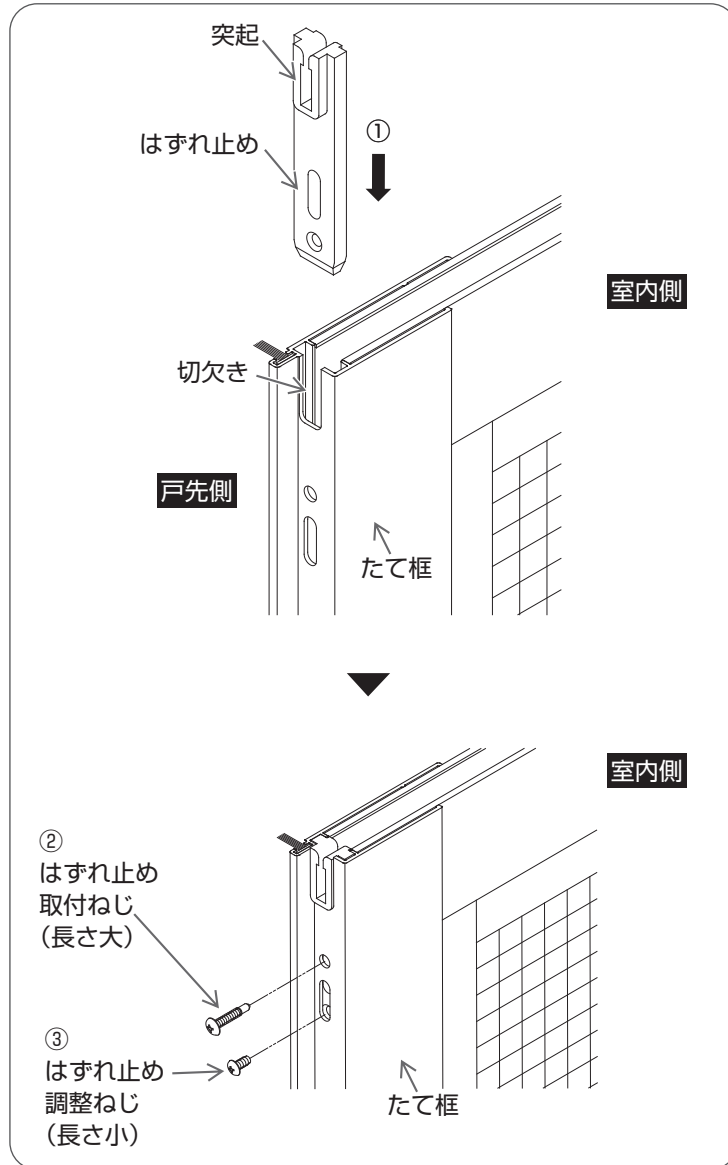 突起
はずれ止め
①
室内側
切欠き
戸先側
たて框
室内側
②
はずれ止め
取付ねじ
（長さ大）
③
はずれ止め
調整ねじ
（長さ小）
たて框